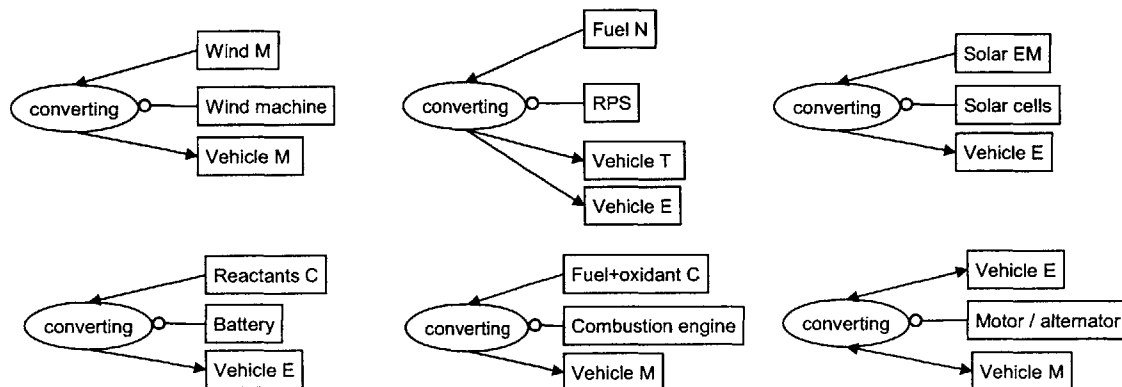 Wind M
converting
Wind machine
Vehicle M
Fuel N
converting
RPS
Vehicle T
Vehicle E
Solar EM
converting
Solar cells
Vehicle E
Reactants C
converting
Battery
Vehicle E
Fuel+oxidant C
converting
Combustion engine
Vehicle M
Vehicle E
converting
Motor / alternator
Vehicle M